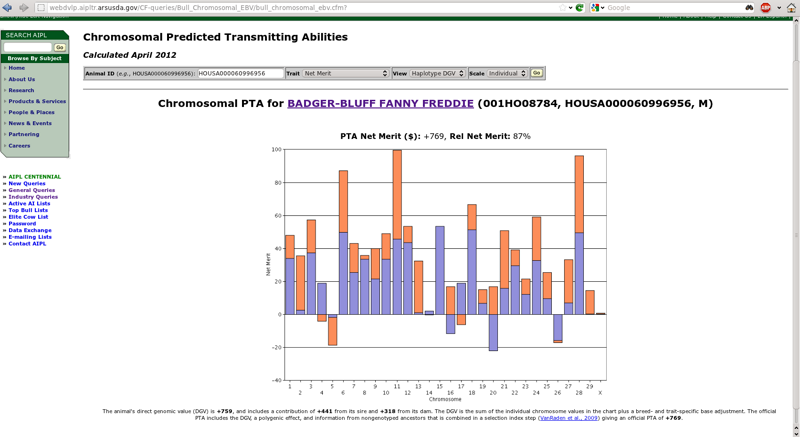 webdvlp.aipltr.arsusda.gov/CF-queries/Bull_Chromosomal_EBV/bull_chromosomal_ebv.cfm?
Google
SEARCH AIPL
Go
Browse By Subject
Home
About Us
Research
Products & Services
People & Places
News & Events
Partnering
Careers
AIPL CENTENNIAL
New Queries
General Queries
Industry Queries
Active AI Lists
Top Bull Lists
Elite Cow List
Password
Data Exchange
E-mailing Lists
Contact AIPL
Chromosomal Predicted Transmitting Abilities
Calculated April 2012
Animal ID (e.g., HOUSA000060996956): HOUSA000060996956 Trait Net Merit View Haplotype DGV Scale Individual Go
Chromosomal PTA for BADGER-BLUFF FANNY FREDDIE (001HO08784, HOUSA000060996956, M)
PTA Net Merit ($): +769, Rel Net Merit: 87%
100
80
60
40
20
0
−20
−40
Net Merit
1 3 5 7 9 11 13 15 17 19 21 23 25 27 29
2 4 6 8 10 12 14 16 18 20 22 24 26 28 X
Chromosome
The animal's direct genomic value (DGV) is +759, and includes a contribution of +441 from its sire and +318 from its dam. The DGV is the sum of the individual chromosome values in the chart plus a breed- and trait-specific base adjustment. The official
PTA includes the DGV, a polygenic effect, and information from nongenotyped ancestors that is combined in a selection index step (VanRaden et al., 2009) giving an official PTA of +769.